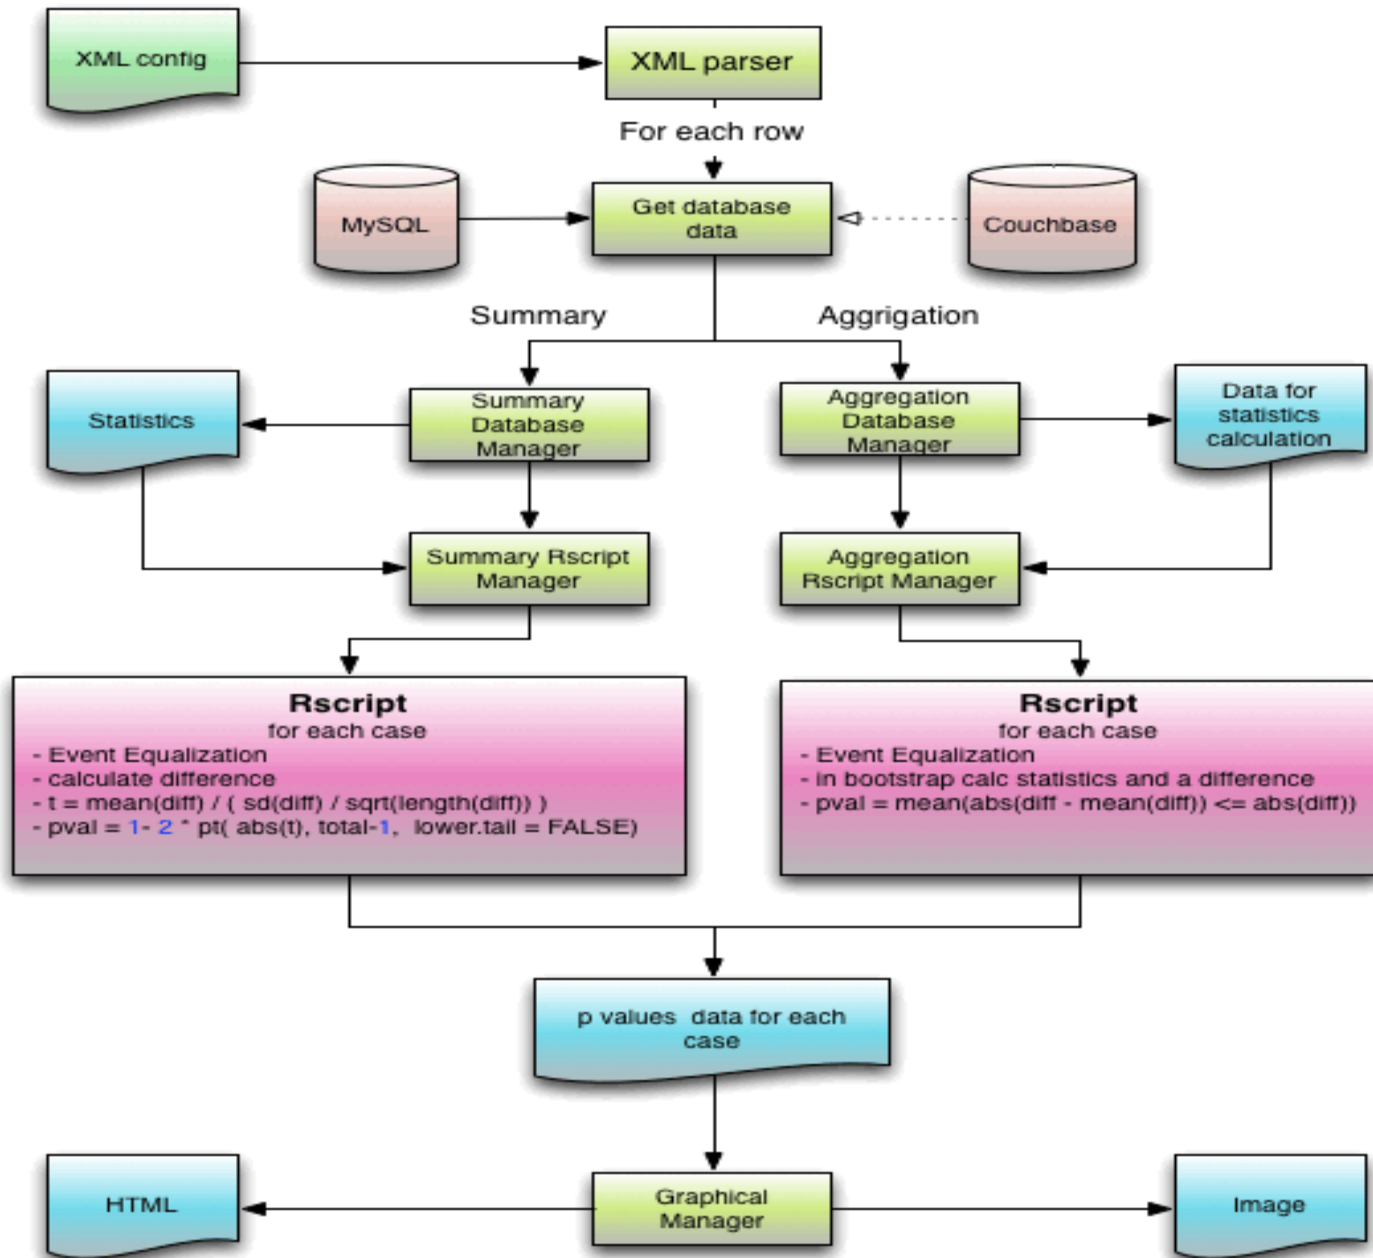 XML config
XML parser
For each row
MySQL
Get database
data
Couchbase
Summary
Aggrigation
Statistics
Summary
Database
Manager
Aggregation
Database
Manager
Data for
statistics
calculation
Summary Rscript
Manager
Aggregation
Rscript Manager
Rscript
for each case
- Event Equalization
- calculate difference
- t = mean(diff) / ( sd(diff) / sqrt(length(diff)) )
- pval = 1- 2 * pt( abs(t), total-1,  lower.tail = FALSE)
Rscript
for each case
- Event Equalization
- in bootstrap calc statistics and a difference
- pval = mean(abs(diff - mean(diff)) <= abs(diff))
p values  data for each
case
HTML
Graphical
Manager
Image